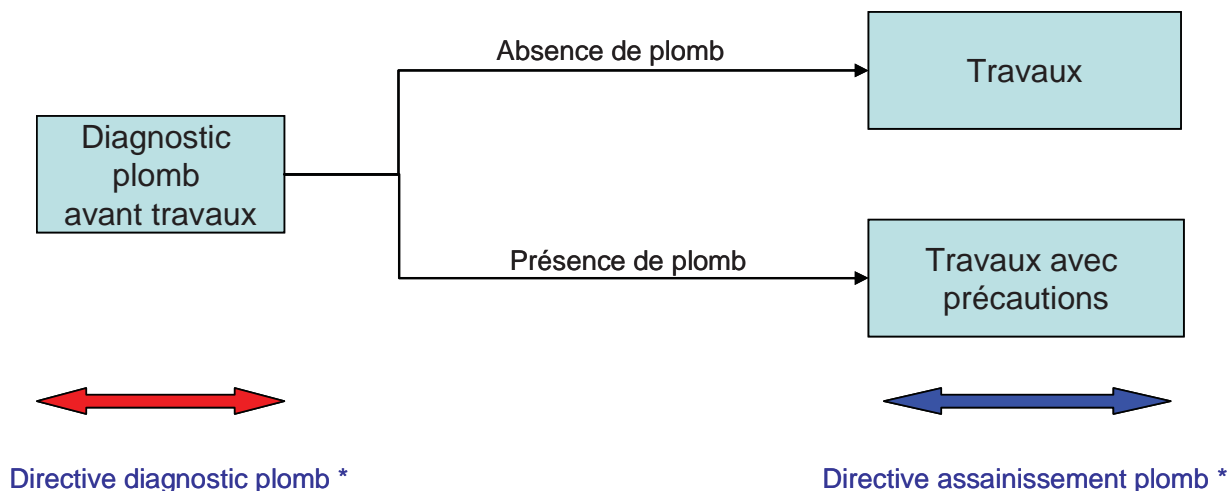 Absence de plomb
Travaux
Diagnostic
plomb
avant travaux
Présence de plomb
Travaux avec
précautions
Directive diagnostic plomb *
Directive assainissement plomb *